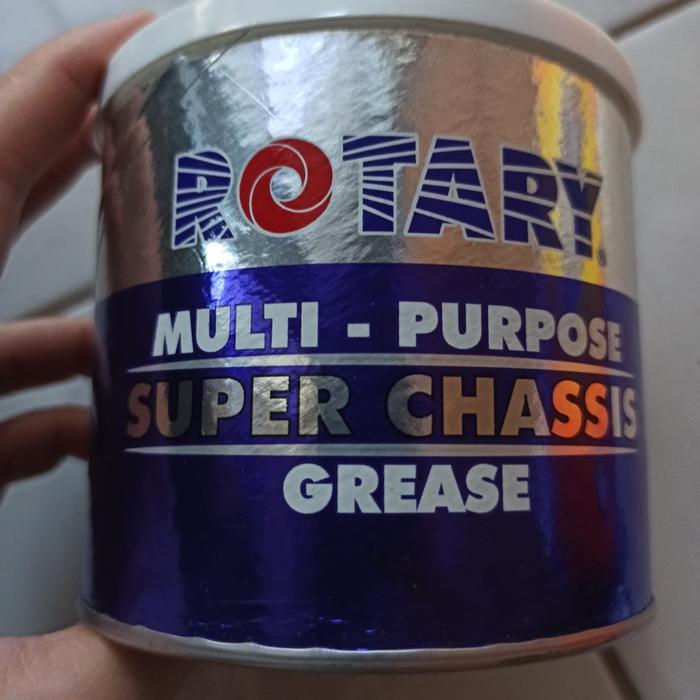 ROTARY®
MULTI - PURPOSE
SUPER CHASSIS
GREASE